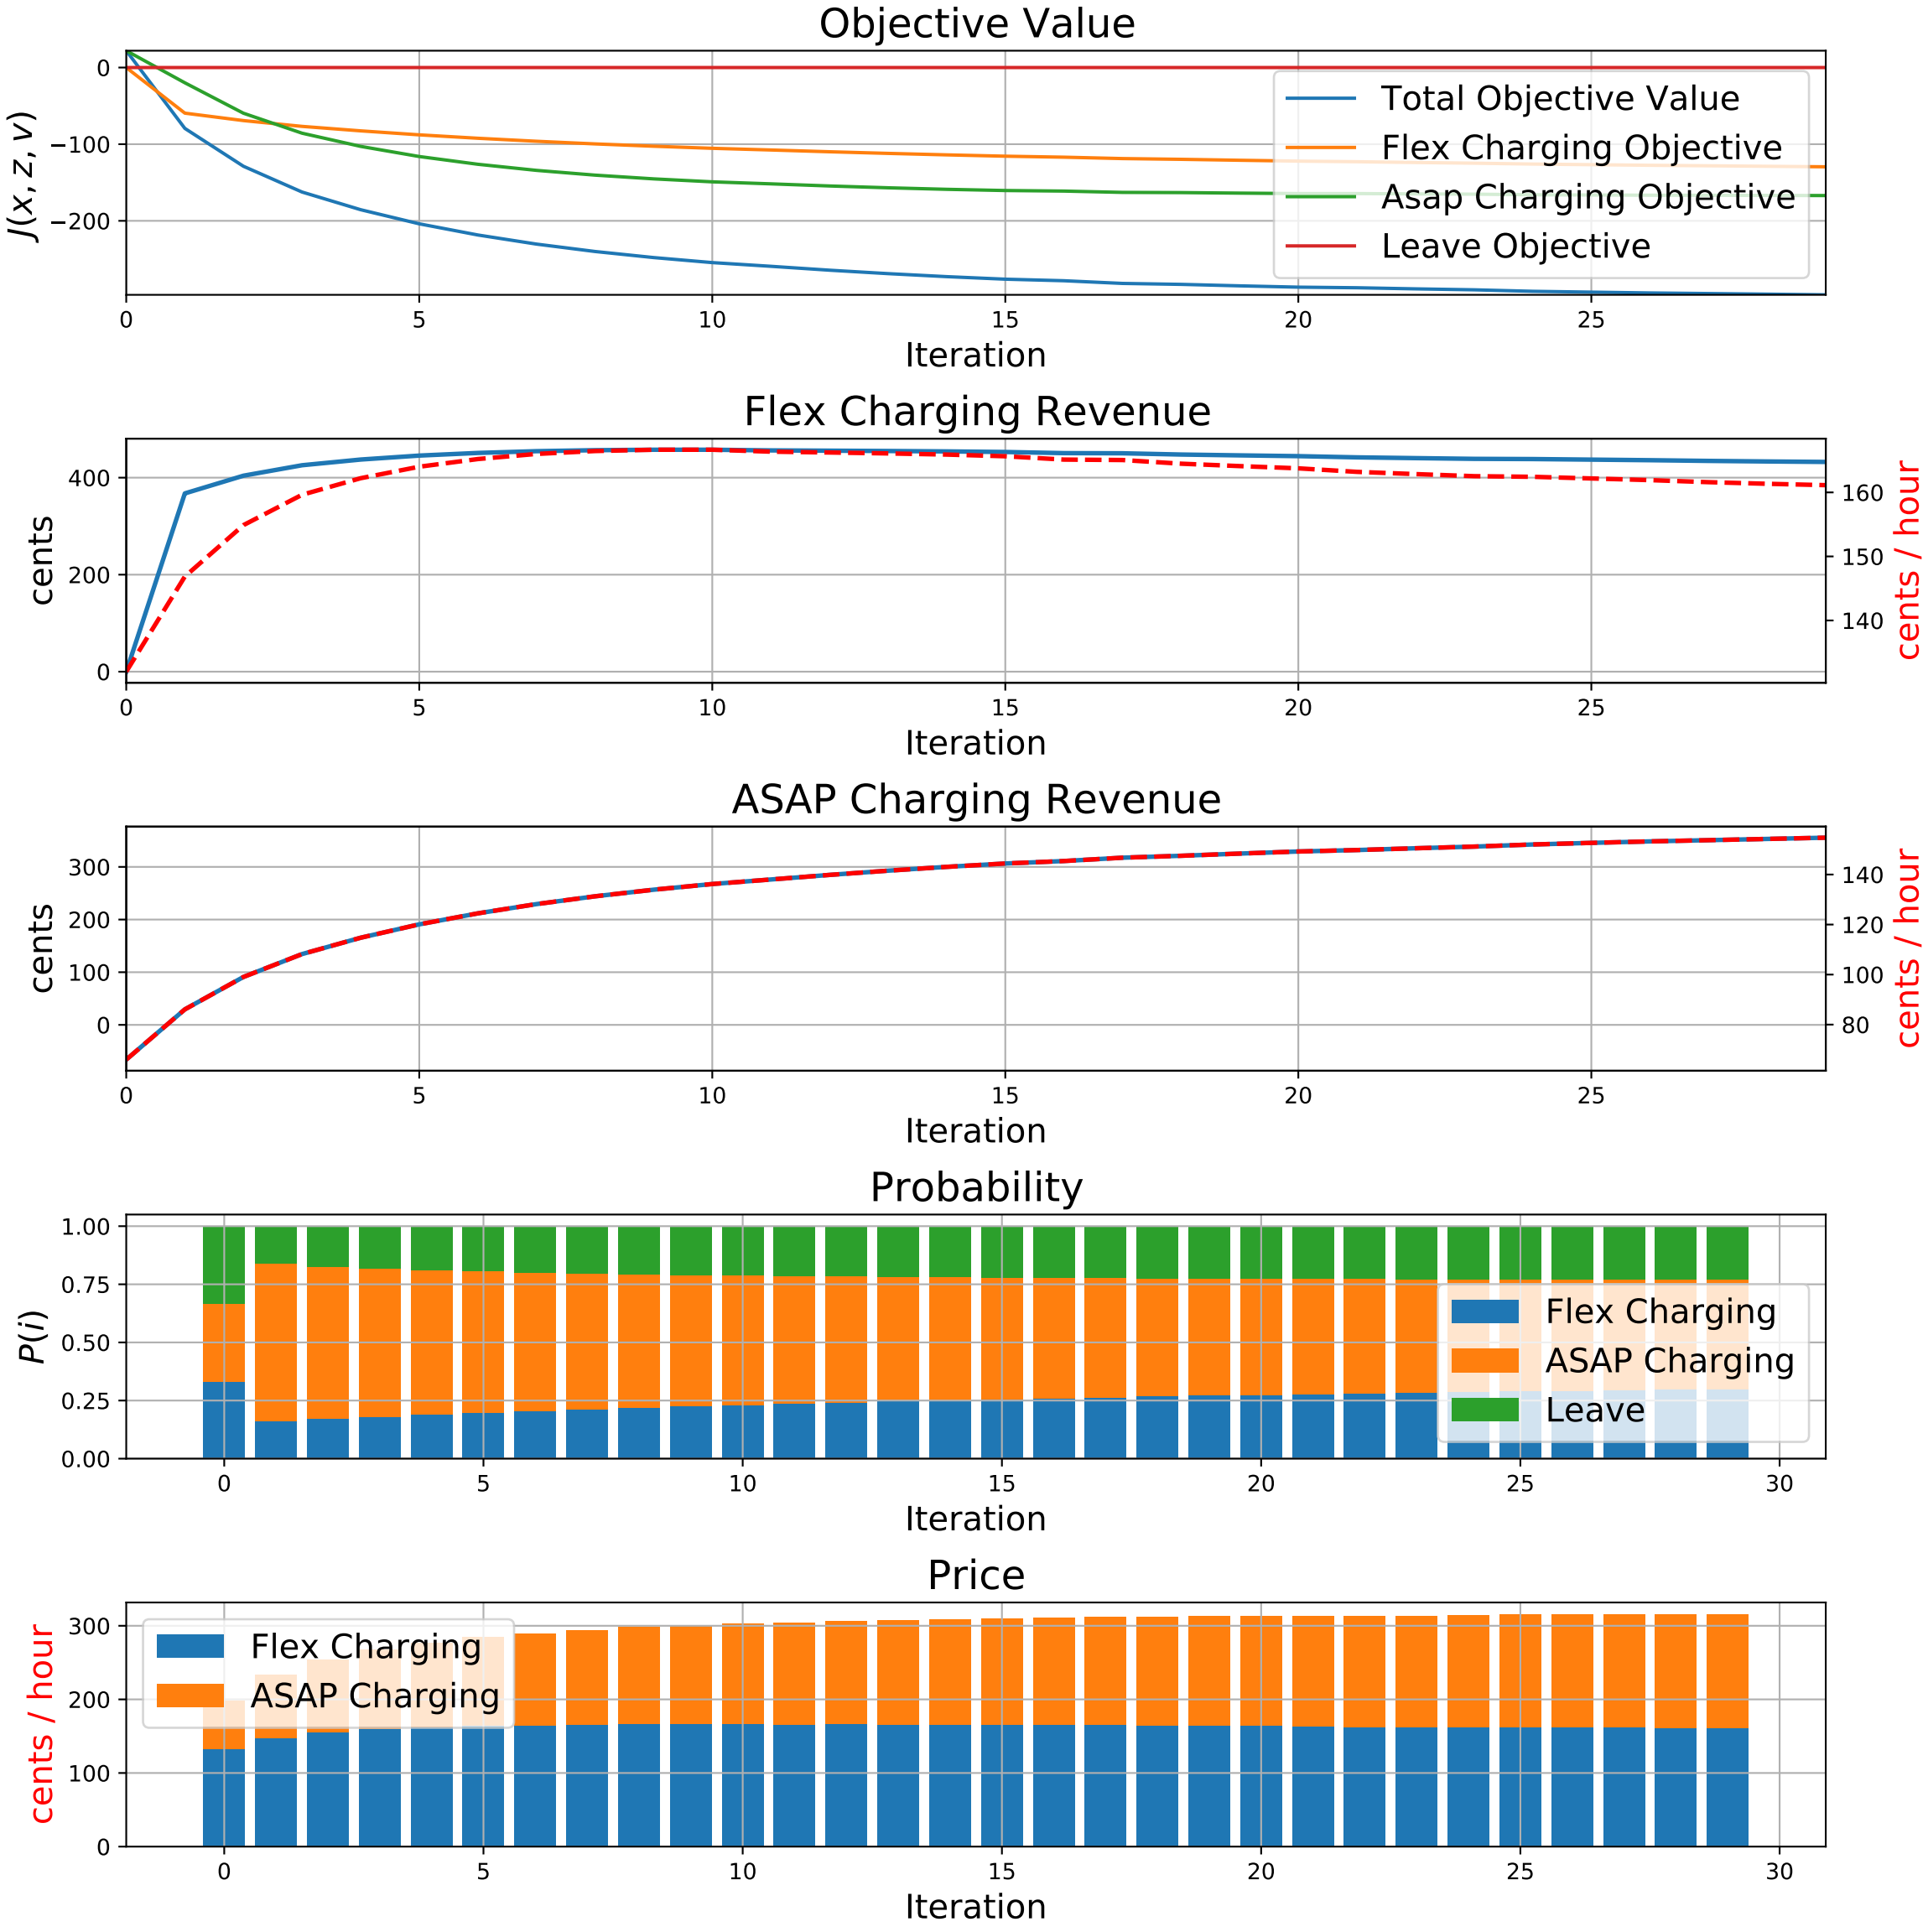 Objective Value
J(x, z, v)
0
−100
−200
Total Objective Value
Flex Charging Objective
Asap Charging Objective
Leave Objective
0 5 10 15 20 25
Iteration
Flex Charging Revenue
cents
400
200
0
160
150
140
cents / hour
0 5 10 15 20 25
Iteration
ASAP Charging Revenue
cents
300
200
100
0
140
120
100
80
cents / hour
0 5 10 15 20 25
Iteration
Probability
P(i)
1.00
0.75
0.50
0.25
0.00
Flex Charging
ASAP Charging
Leave
0 5 10 15 20 25 30
Iteration
Price
cents / hour
300
200
100
0
Flex Charging
ASAP Charging
0 5 10 15 20 25 30
Iteration